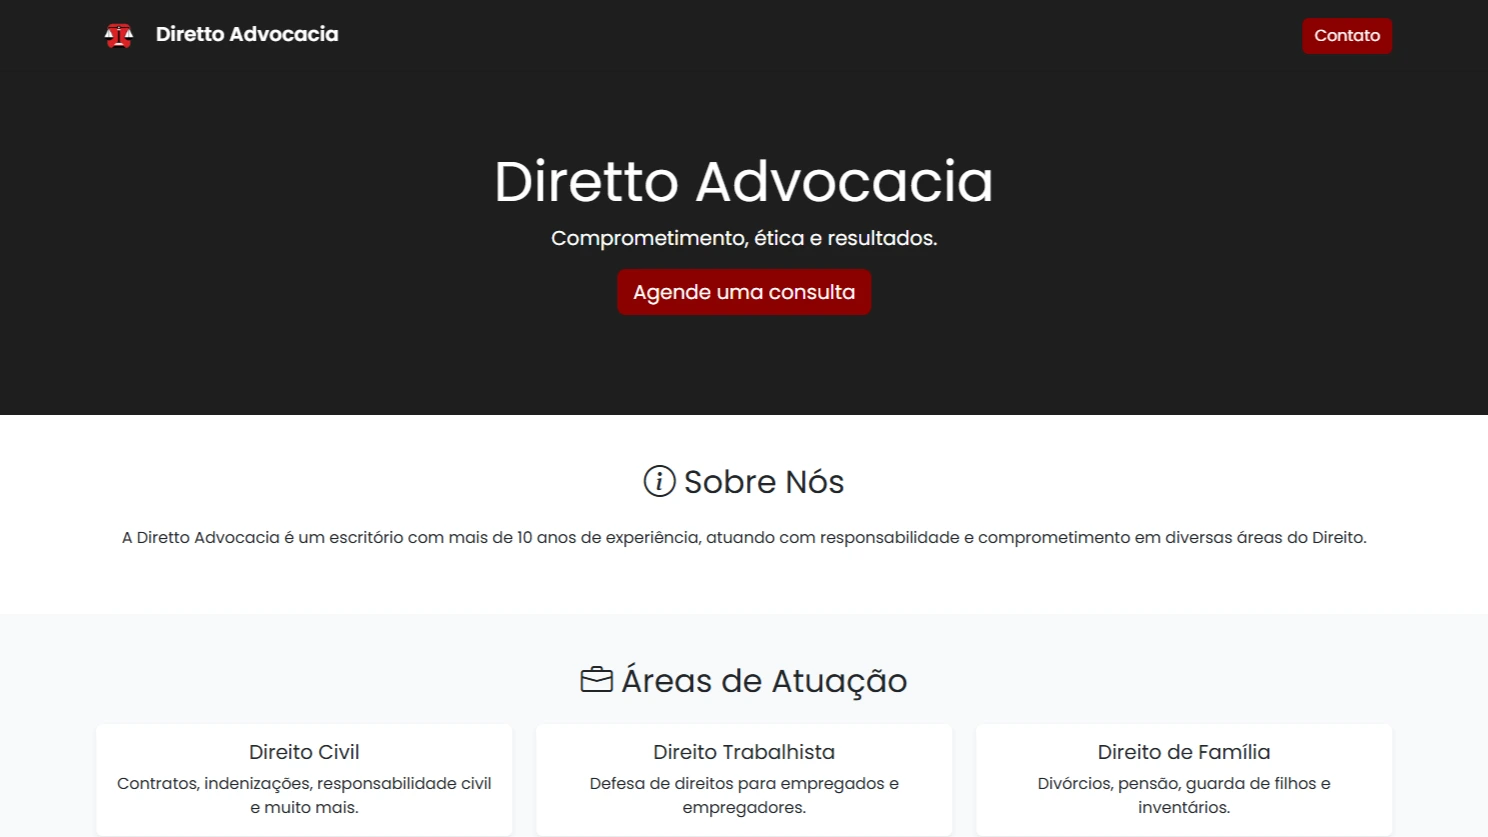 Diretto Advocacia
Contato
Diretto Advocacia
Comprometimento, ética e resultados.
Agende uma consulta
Sobre Nós
A Diretto Advocacia é um escritório com mais de 10 anos de experiência, atuando com responsabilidade e comprometimento em diversas áreas do Direito.
Áreas de Atuação
Direito Civil
Contratos, indenizações, responsabilidade civil
e muito mais.
Direito Trabalhista
Defesa de direitos para empregados e
empregadores.
Direito de Família
Divórcios, pensão, guarda de filhos e
inventários.